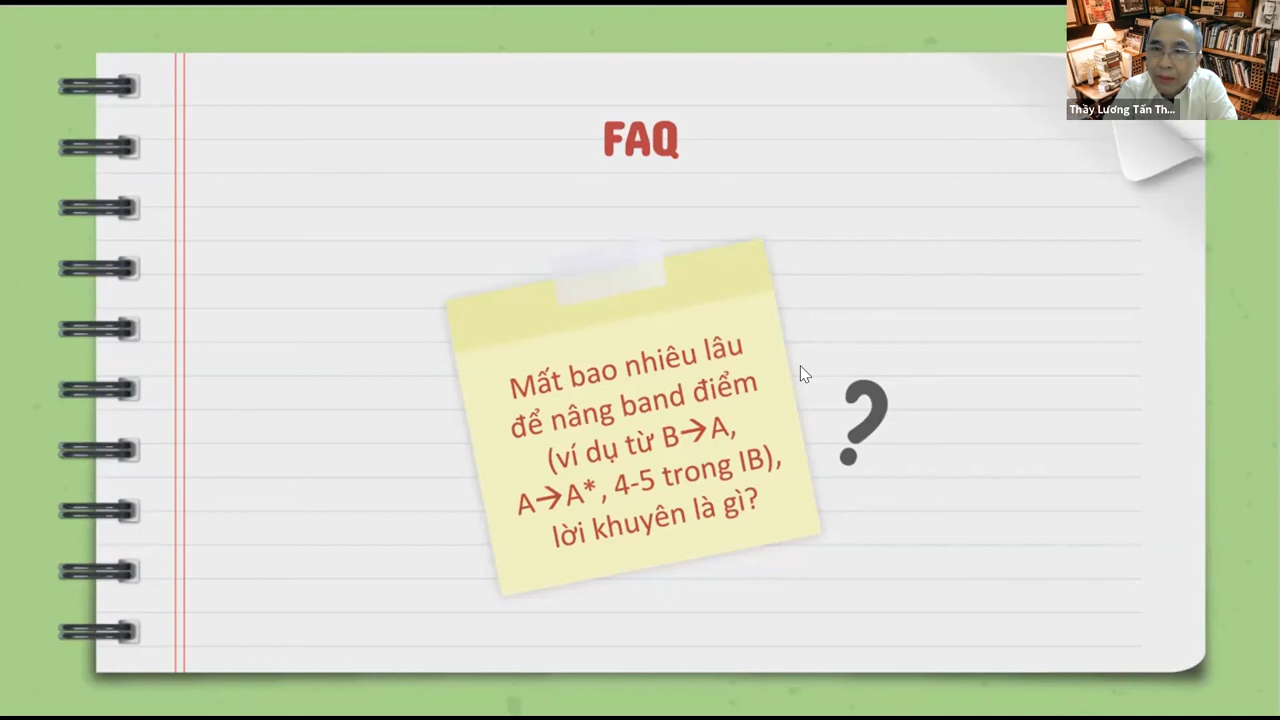 Thầy Lương Tấn Th...
FAQ
Mất bao nhiêu lâu
để nâng band điểm
(ví dụ từ B→A,
A→A*, 4-5 trong IB),
lời khuyên là gì?
?